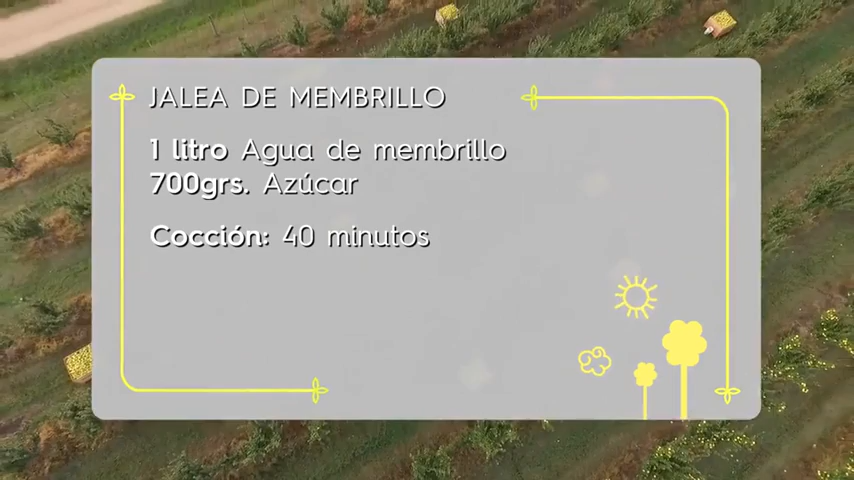 JALEA DE MEMBRILLO
1 litro Agua de membrillo
700grs. Azúcar
Cocción: 40 minutos